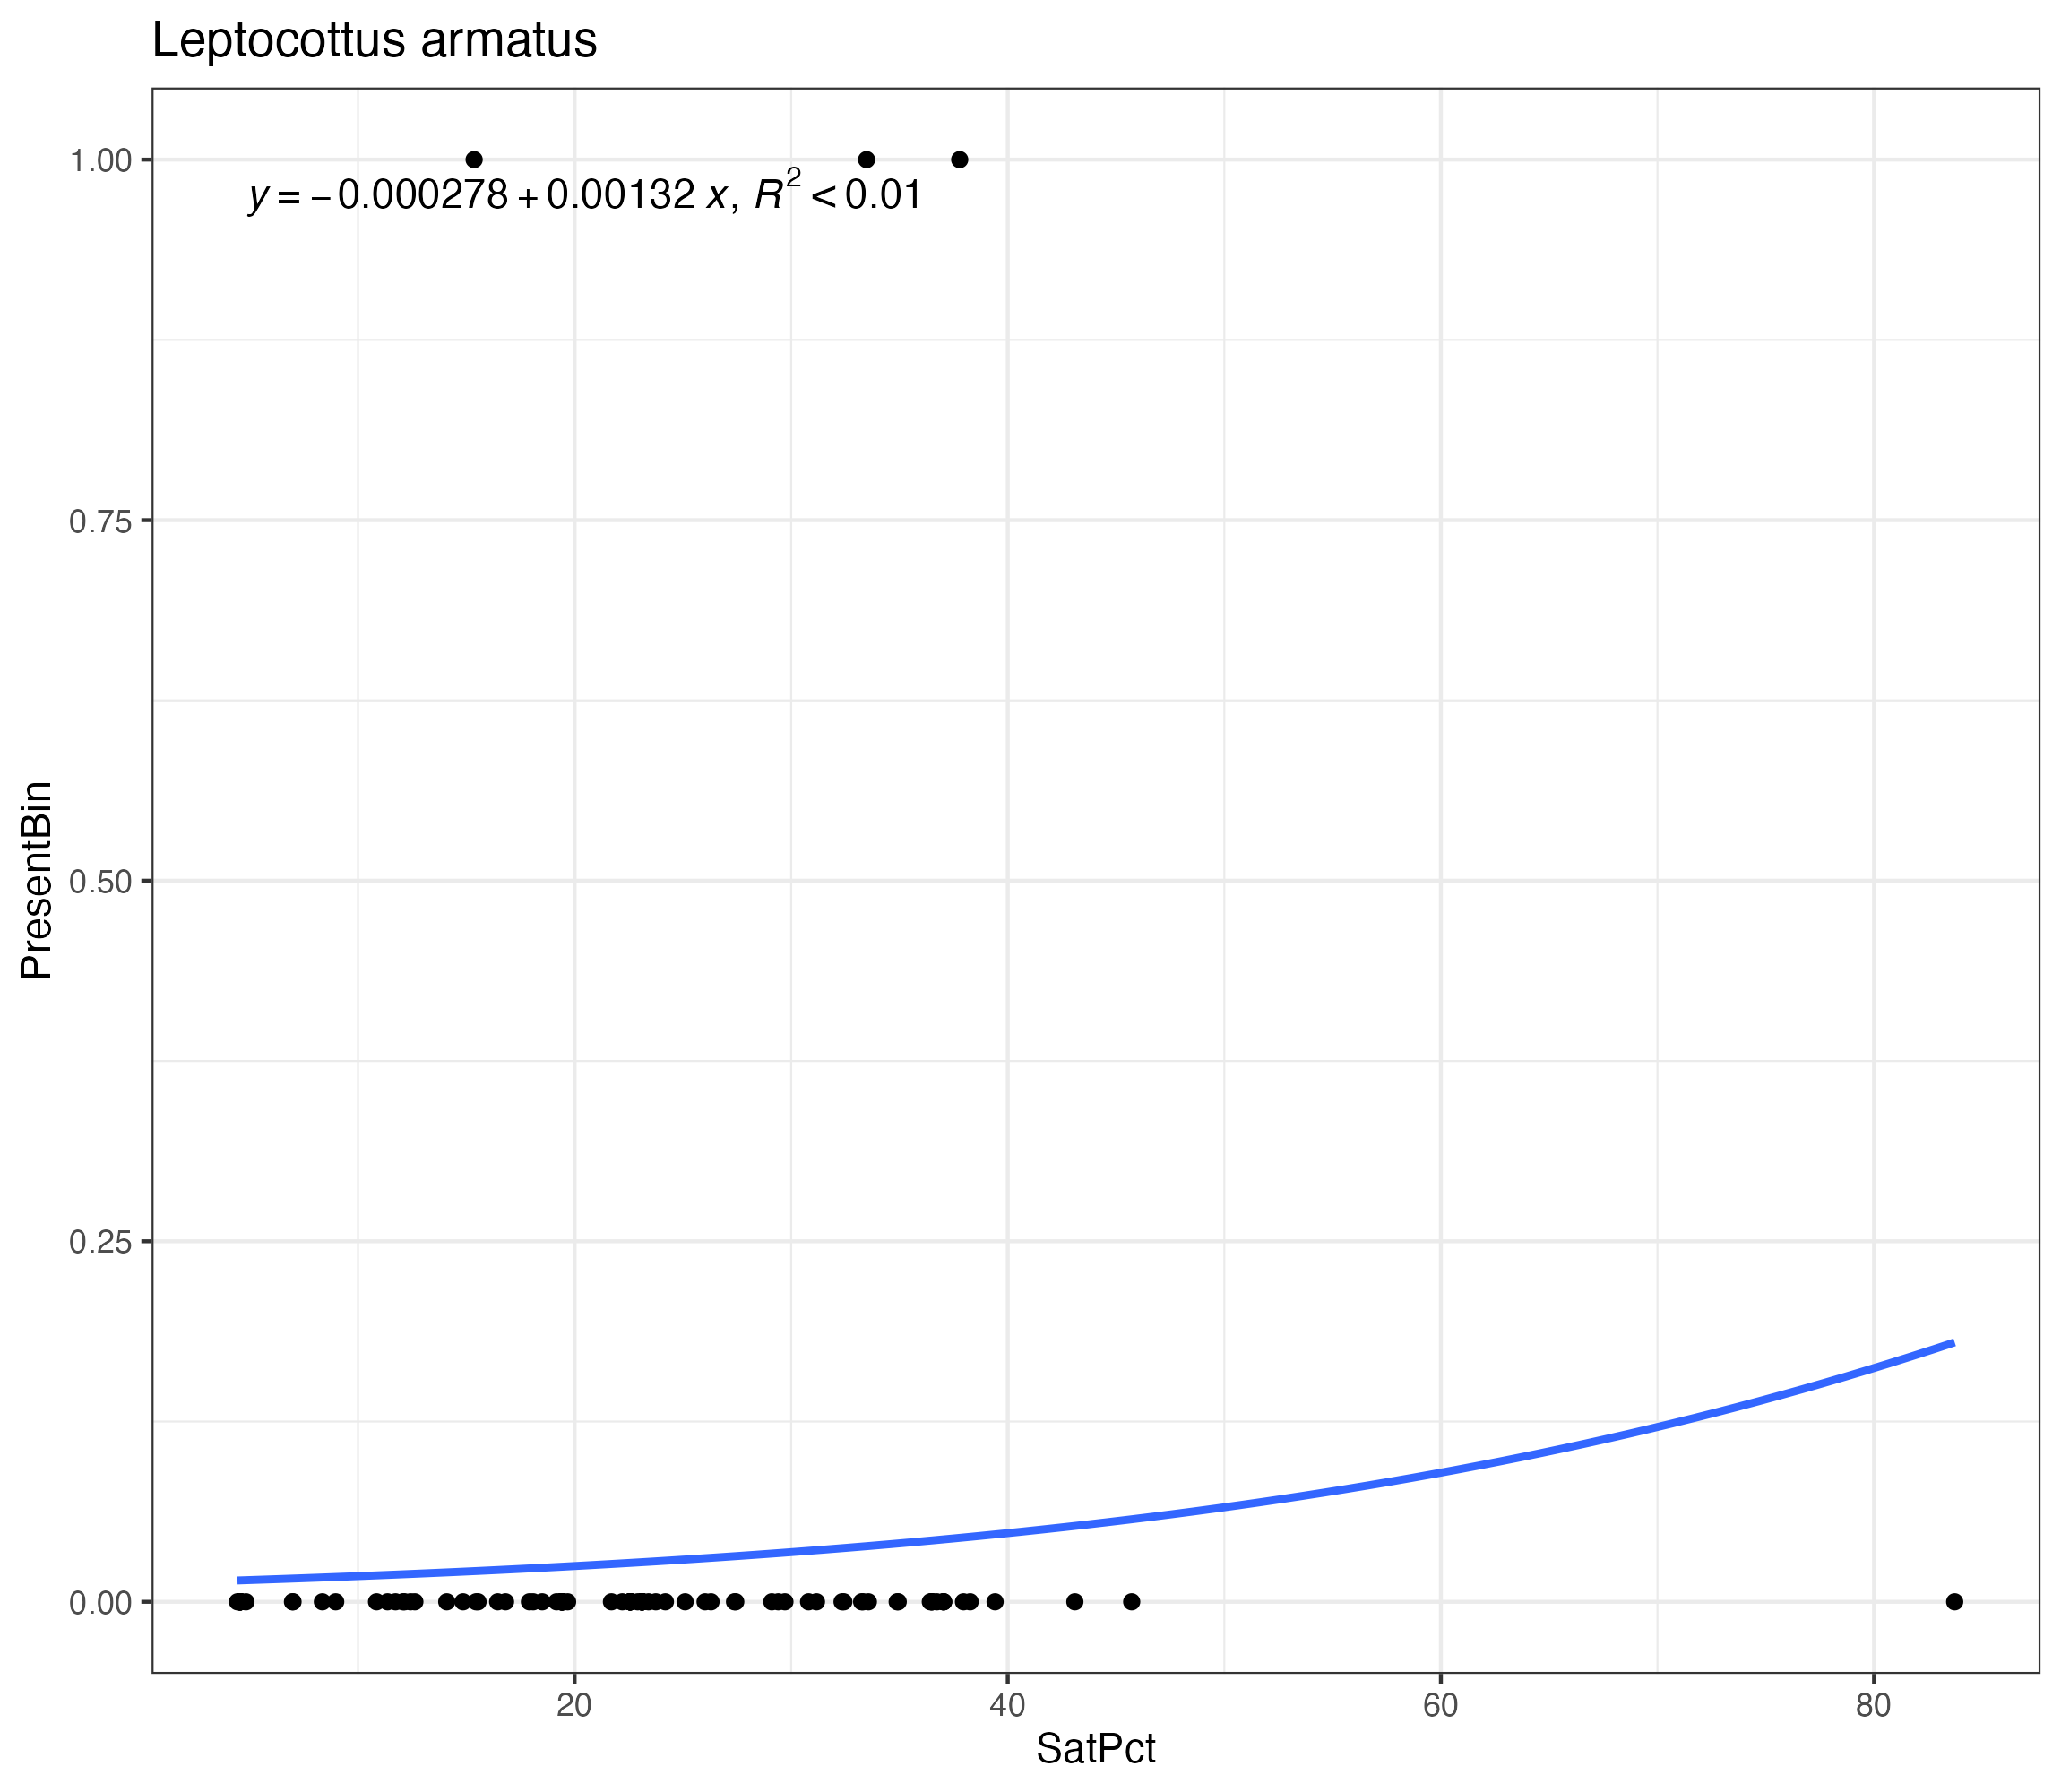 Leptocottus armatus
1.00
y = −0.000278 + 0.00132 x, R² < 0.01
0.75
PresentBin
0.50
0.25
0.00
20 40 60 80
SatPct